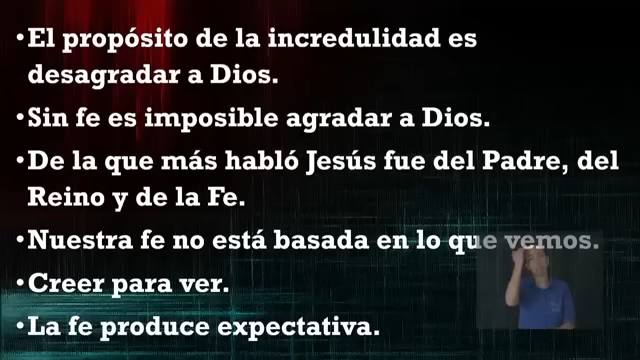 •El propósito de la incredulidad es
desagradar a Dios.
•Sin fe es imposible agradar a Dios.
•De la que más habló Jesús fue del Padre, del
Reino y de la Fe.
•Nuestra fe no está basada en lo que vemos.
•Creer para ver.
•La fe produce expectativa.